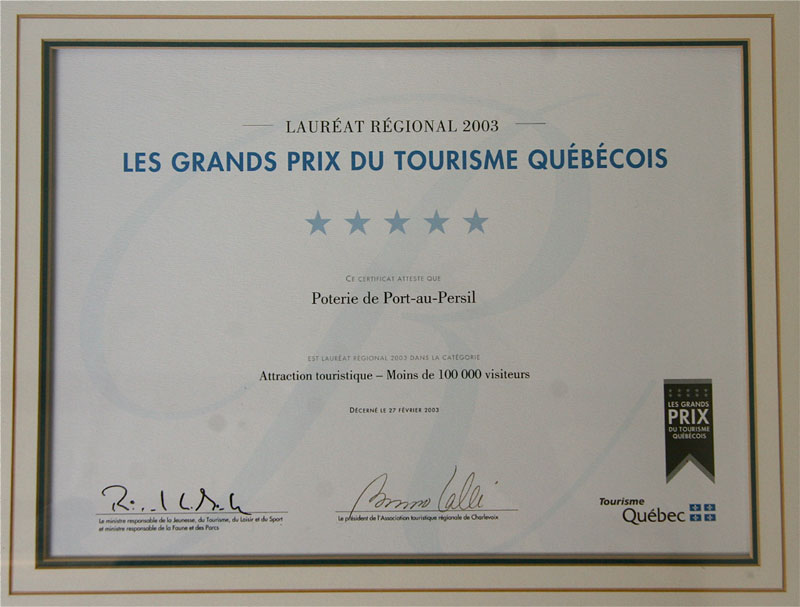 LAURÉAT RÉGIONAL 2003
LES GRANDS PRIX DU TOURISME QUÉBÉCOIS
CE CERTIFICAT ATTESTE QUE
Poterie de Port-au-Persil
EST LAURÉAT RÉGIONAL 2003 DANS LA CATÉGORIE
Attraction touristique – Moins de 100 000 visiteurs
DÉCERNÉ LE 27 FÉVRIER 2003
LES GRANDS
PRIX
DU TOURISME
QUÉBÉCOIS
Le ministre responsable de la Jeunesse, du Tourisme, du Loisir et du Sport
et ministre responsable de la Faune et des Parcs
Bruno
Le président de l'Association touristique régionale de Charlevoix
Tourisme
Québec